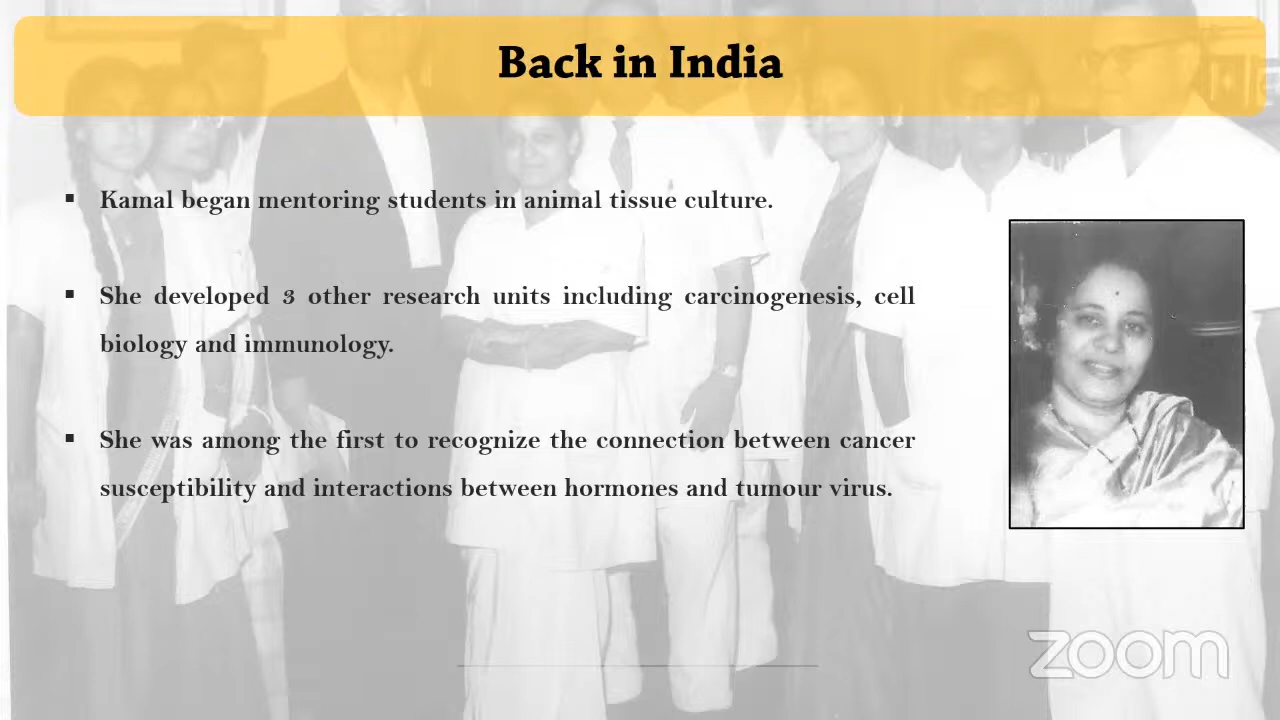 Back in India
▪ Kamal began mentoring students in animal tissue culture.
▪ She developed 3 other research units including carcinogenesis, cell
biology and immunology.
▪ She was among the first to recognize the connection between cancer
susceptibility and interactions between hormones and tumour virus.
zoom